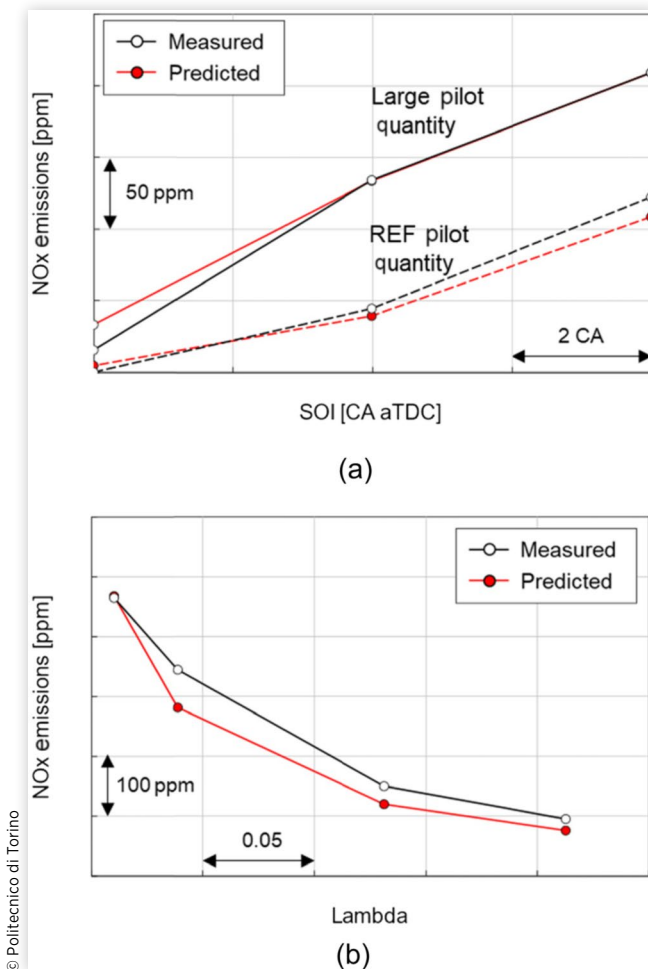 Measured
Predicted
Large pilot
quantity
50 ppm
REF pilot
quantity
2 CA
NOx emissions [ppm]
SOI [CA aTDC]
(a)
Measured
Predicted
100 ppm
0.05
NOx emissions [ppm]
Lambda
(b)
© Politecnico di Torino